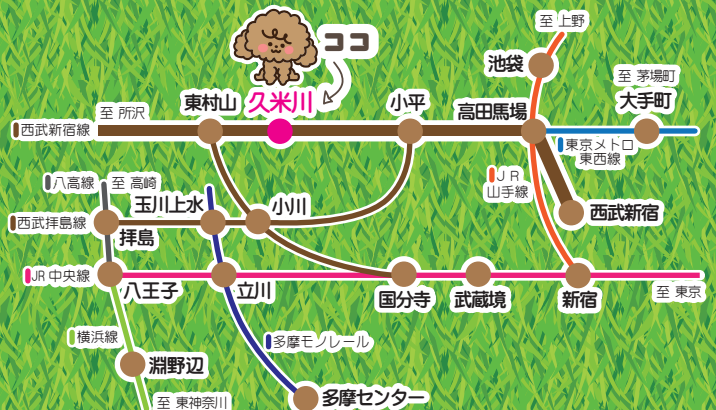 至 上野
ココ
池袋
至 茅場町
東村山
久米川
小平
高田馬場
大手町
至 所沢
西武新宿線
東京メトロ
東西線
八高線
至 高崎
JR
山手線
玉川上水
小川
西武新宿
西武拝島線
拝島
JR中央線
八王子
立川
国分寺
武蔵境
新宿
至 東京
横浜線
多摩モノレール
淵野辺
至 東神奈川
多摩センター